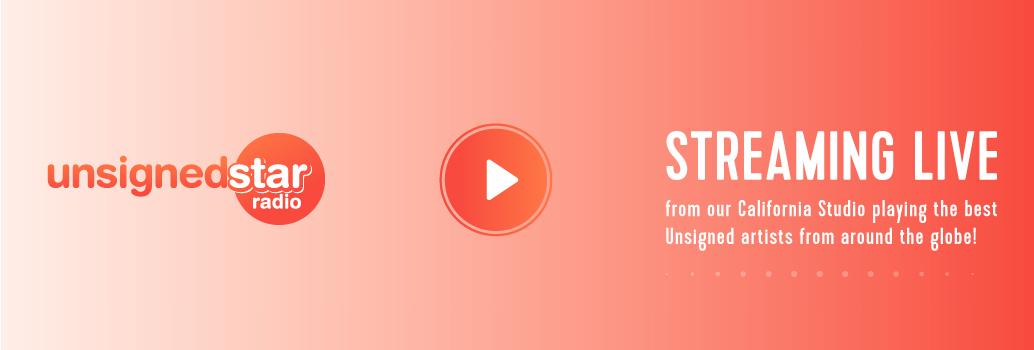 unsignedstar
radio
STREAMING LIVE
from our California Studio playing the best
Unsigned artists from around the globe!